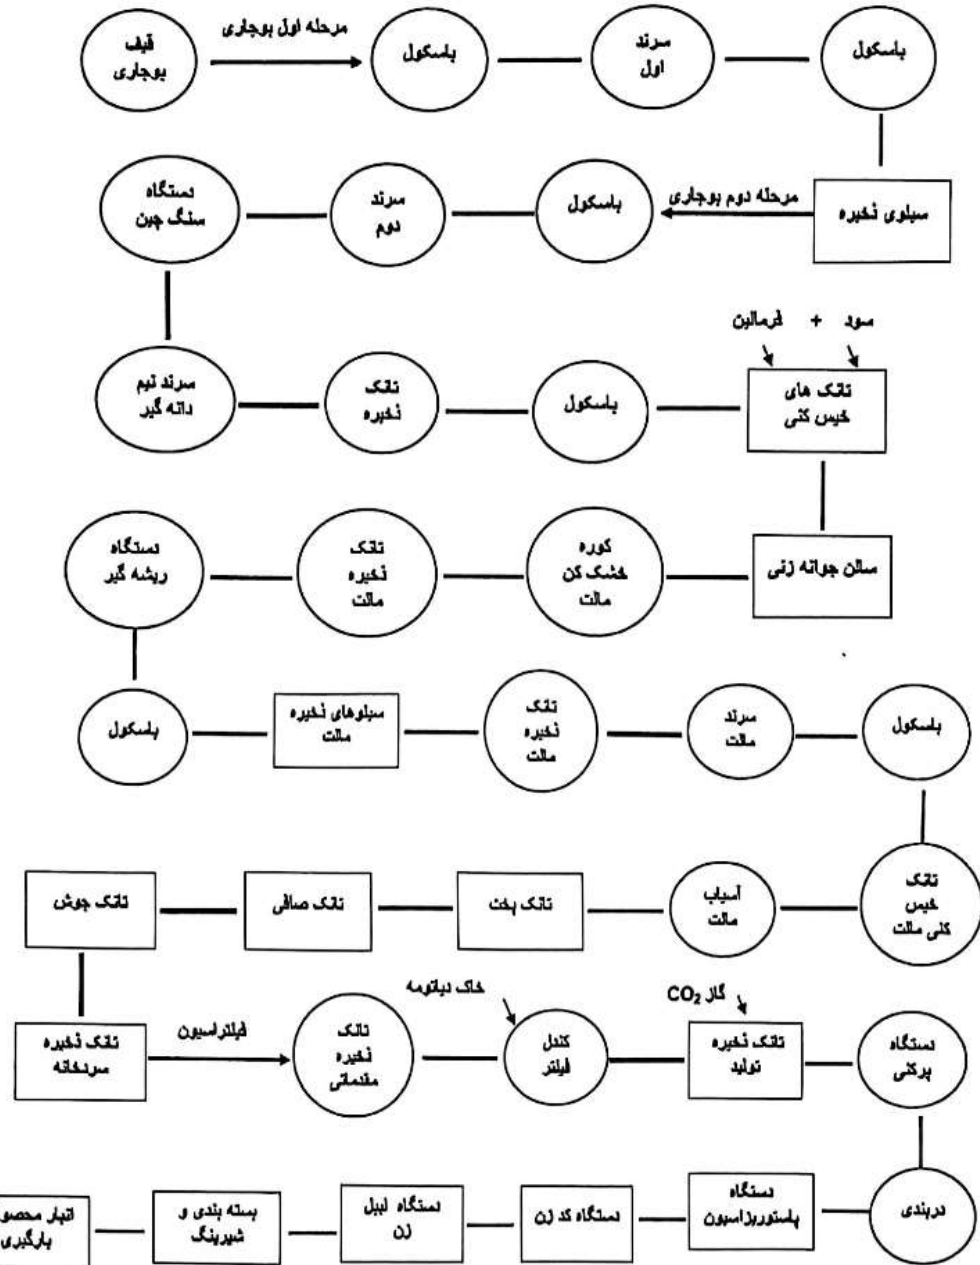 قیف
بوجاری
مرحله اول بوجاری
باسکول
سرند
اول
باسکول
سیلوی ذخیره
مرحله دوم بوجاری
باسکول
سرند
دوم
دستگاه
سنگ چین
سرند نیم
دانه گیر
تانک
ذخیره
باسکول
سود + فرمالین
تانک های
خیس کنی
سالن جوانه زنی
کوره
خشک کن
مالت
تانک
ذخیره
مالت
دستگاه
ریشه گیر
باسکول
سیلوهای ذخیره
مالت
تانک
ذخیره
مالت
سرند
مالت
باسکول
تانک
خیس
کنی مالت
آسیاب
مالت
تانک پخت
تانک صافی
تانک جوش
تانک ذخیره
سردخانه
فیلتراسیون
تانک
ذخیره
مقدماتی
خاک دیاتومه
کندل
فیلتر
گاز CO₂
تانک ذخیره
تولید
دستگاه
پرکنی
دربندی
دستگاه
پاستوریزاسیون
دستگاه کد زن
دستگاه لیبل
زن
بسته بندی و
شیرینگ
انبار محصو
بارگیری